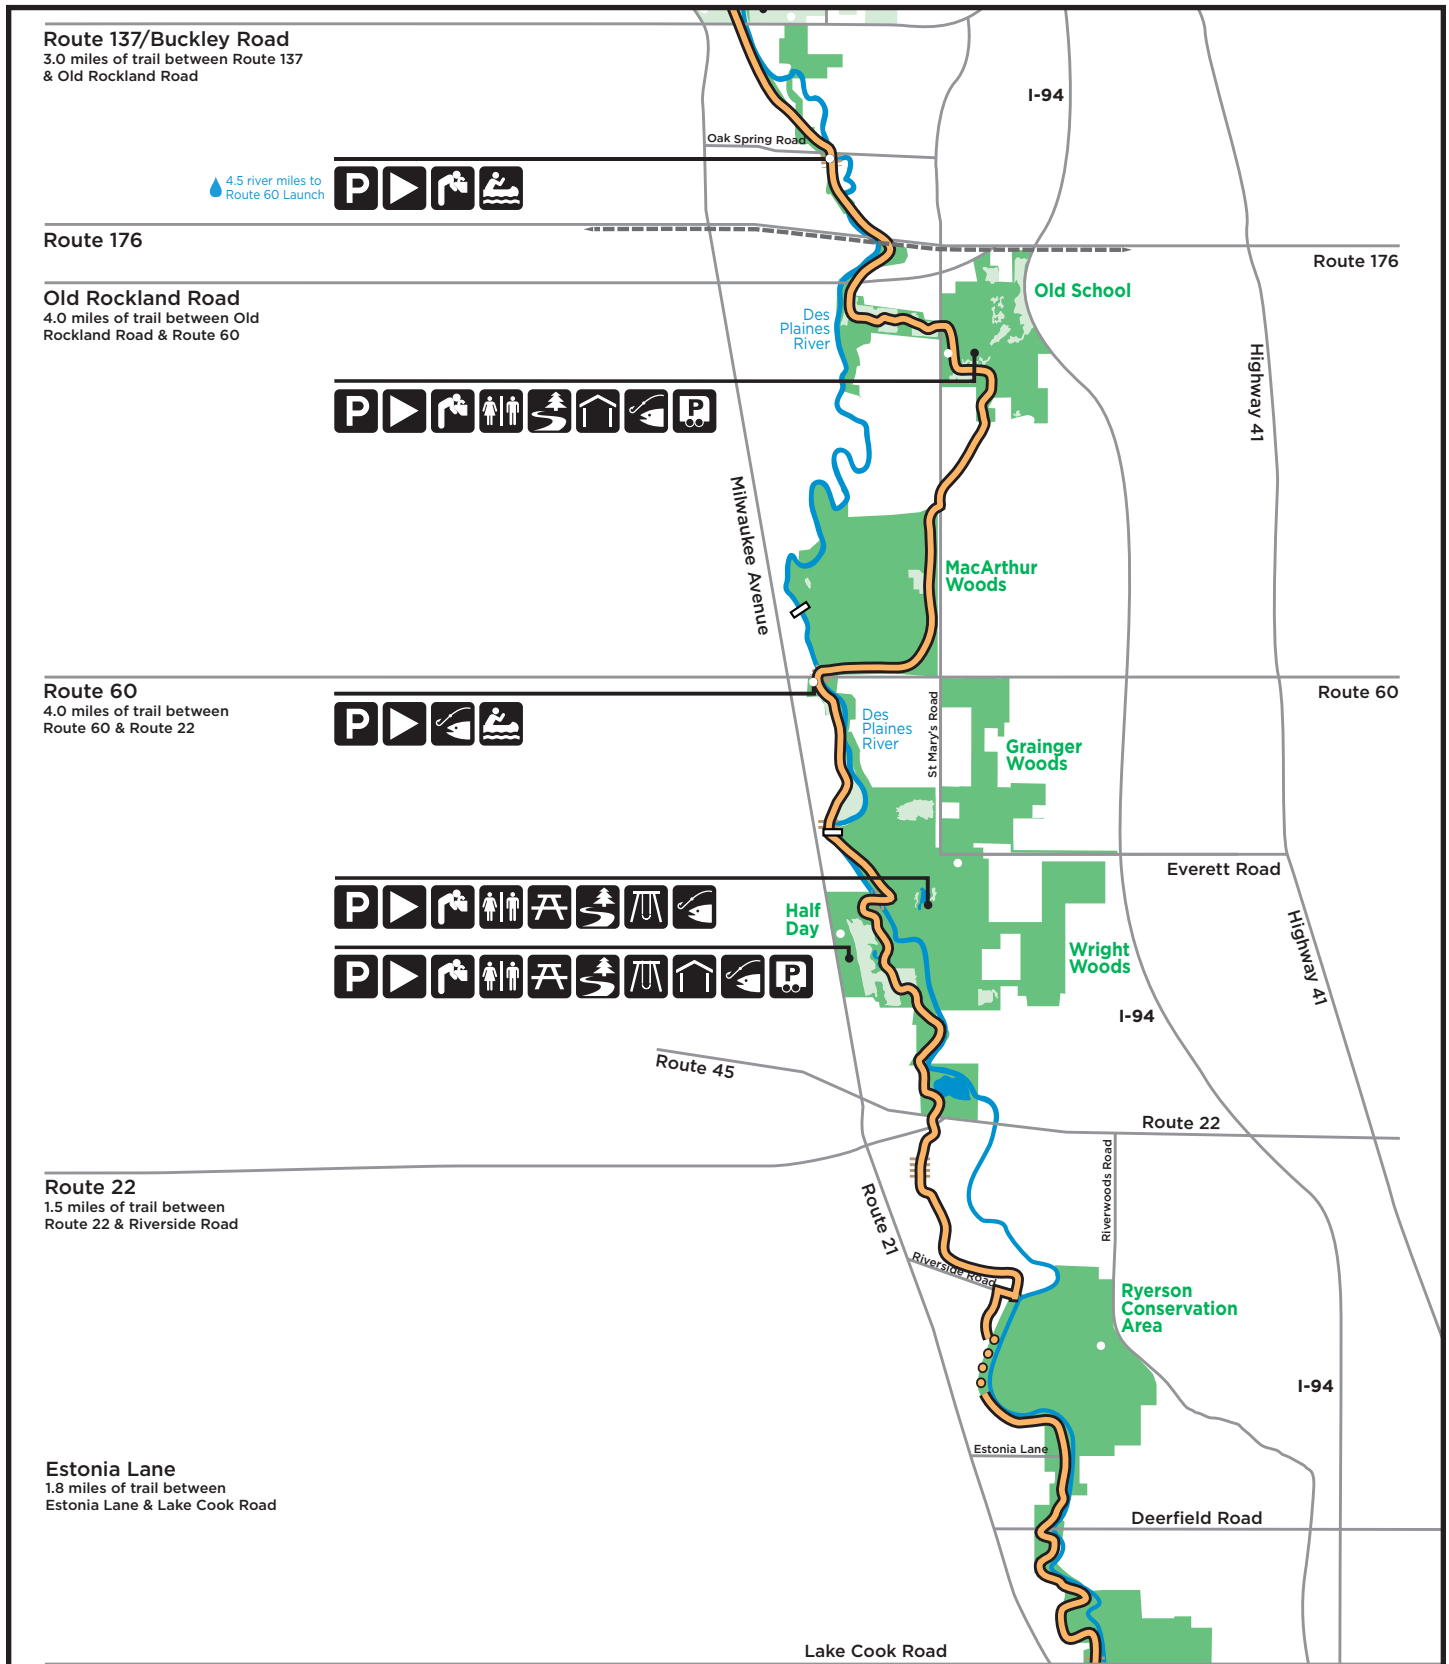 Route 137/Buckley Road
3.0 miles of trail between Route 137
& Old Rockland Road
I-94
Oak Spring Road
4.5 river miles to
Route 60 Launch
P
Route 176
Route 176
Old Rockland Road
4.0 miles of trail between Old
Rockland Road & Route 60
Old School
Des
Plaines
River
Highway 41
P
P
Milwaukee Avenue
MacArthur
Woods
Route 60
4.0 miles of trail between
Route 60 & Route 22
Route 60
P
Des
Plaines
River
St Mary's Road
Grainger
Woods
Everett Road
P
Half
Day
Highway 41
Wright
Woods
P
P
I-94
Route 45
Route 22
Route 22
1.5 miles of trail between
Route 22 & Riverside Road
Riverwoods Road
Route 21
Riverside Road
Ryerson
Conservation
Area
I-94
Estonia Lane
Estonia Lane
1.8 miles of trail between
Estonia Lane & Lake Cook Road
Deerfield Road
Lake Cook Road